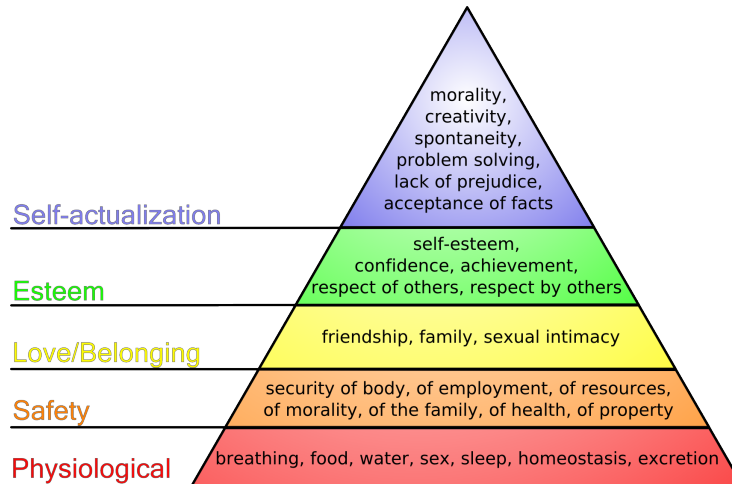 morality,
creativity,
spontaneity,
problem solving,
lack of prejudice,
acceptance of facts
Self-actualization
self-esteem,
confidence, achievement,
respect of others, respect by others
Esteem
friendship, family, sexual intimacy
Love/Belonging
security of body, of employment, of resources,
of morality, of the family, of health, of property
Safety
breathing, food, water, sex, sleep, homeostasis, excretion
Physiological